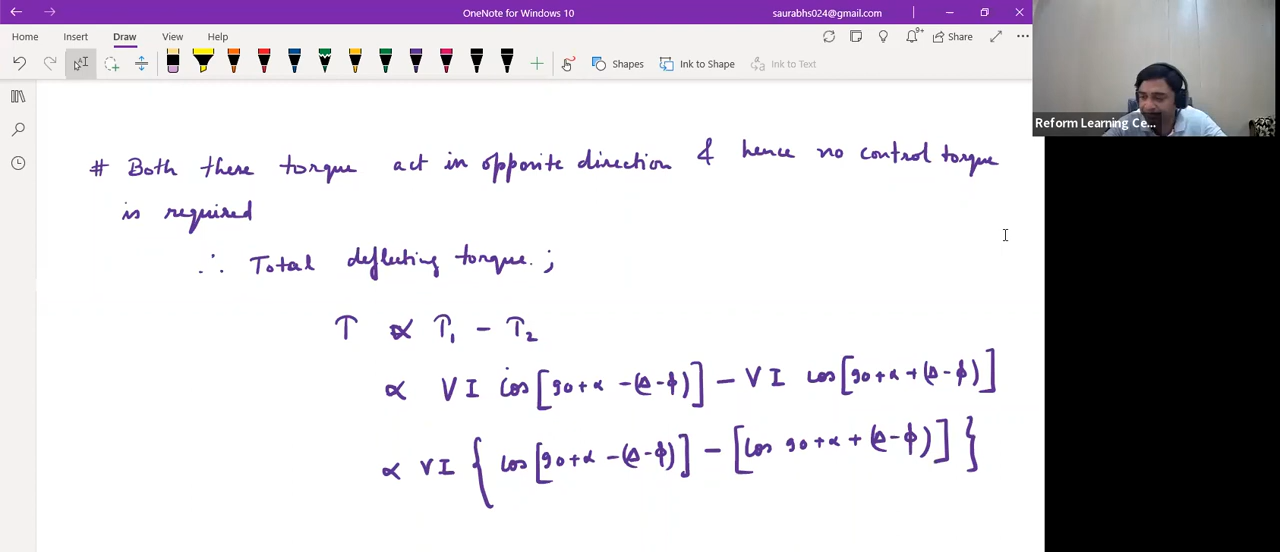 OneNote for Windows 10
saurabhs024@gmail.com
Home Insert Draw View Help
Share
Shapes Ink to Shape Ink to Text
Reform Learning Ce...
# Both these torque act in opposite direction & hence no control torque
is required
∴ Total deflecting torque ;
T ∝ T₁ - T₂
∝ VI cos[90+α -(Δ-ϕ)] - VI cos[90+α +(Δ-ϕ)]
∝ VI { cos[90+α -(Δ-ϕ)] - [cos 90+α +(Δ-ϕ)] }